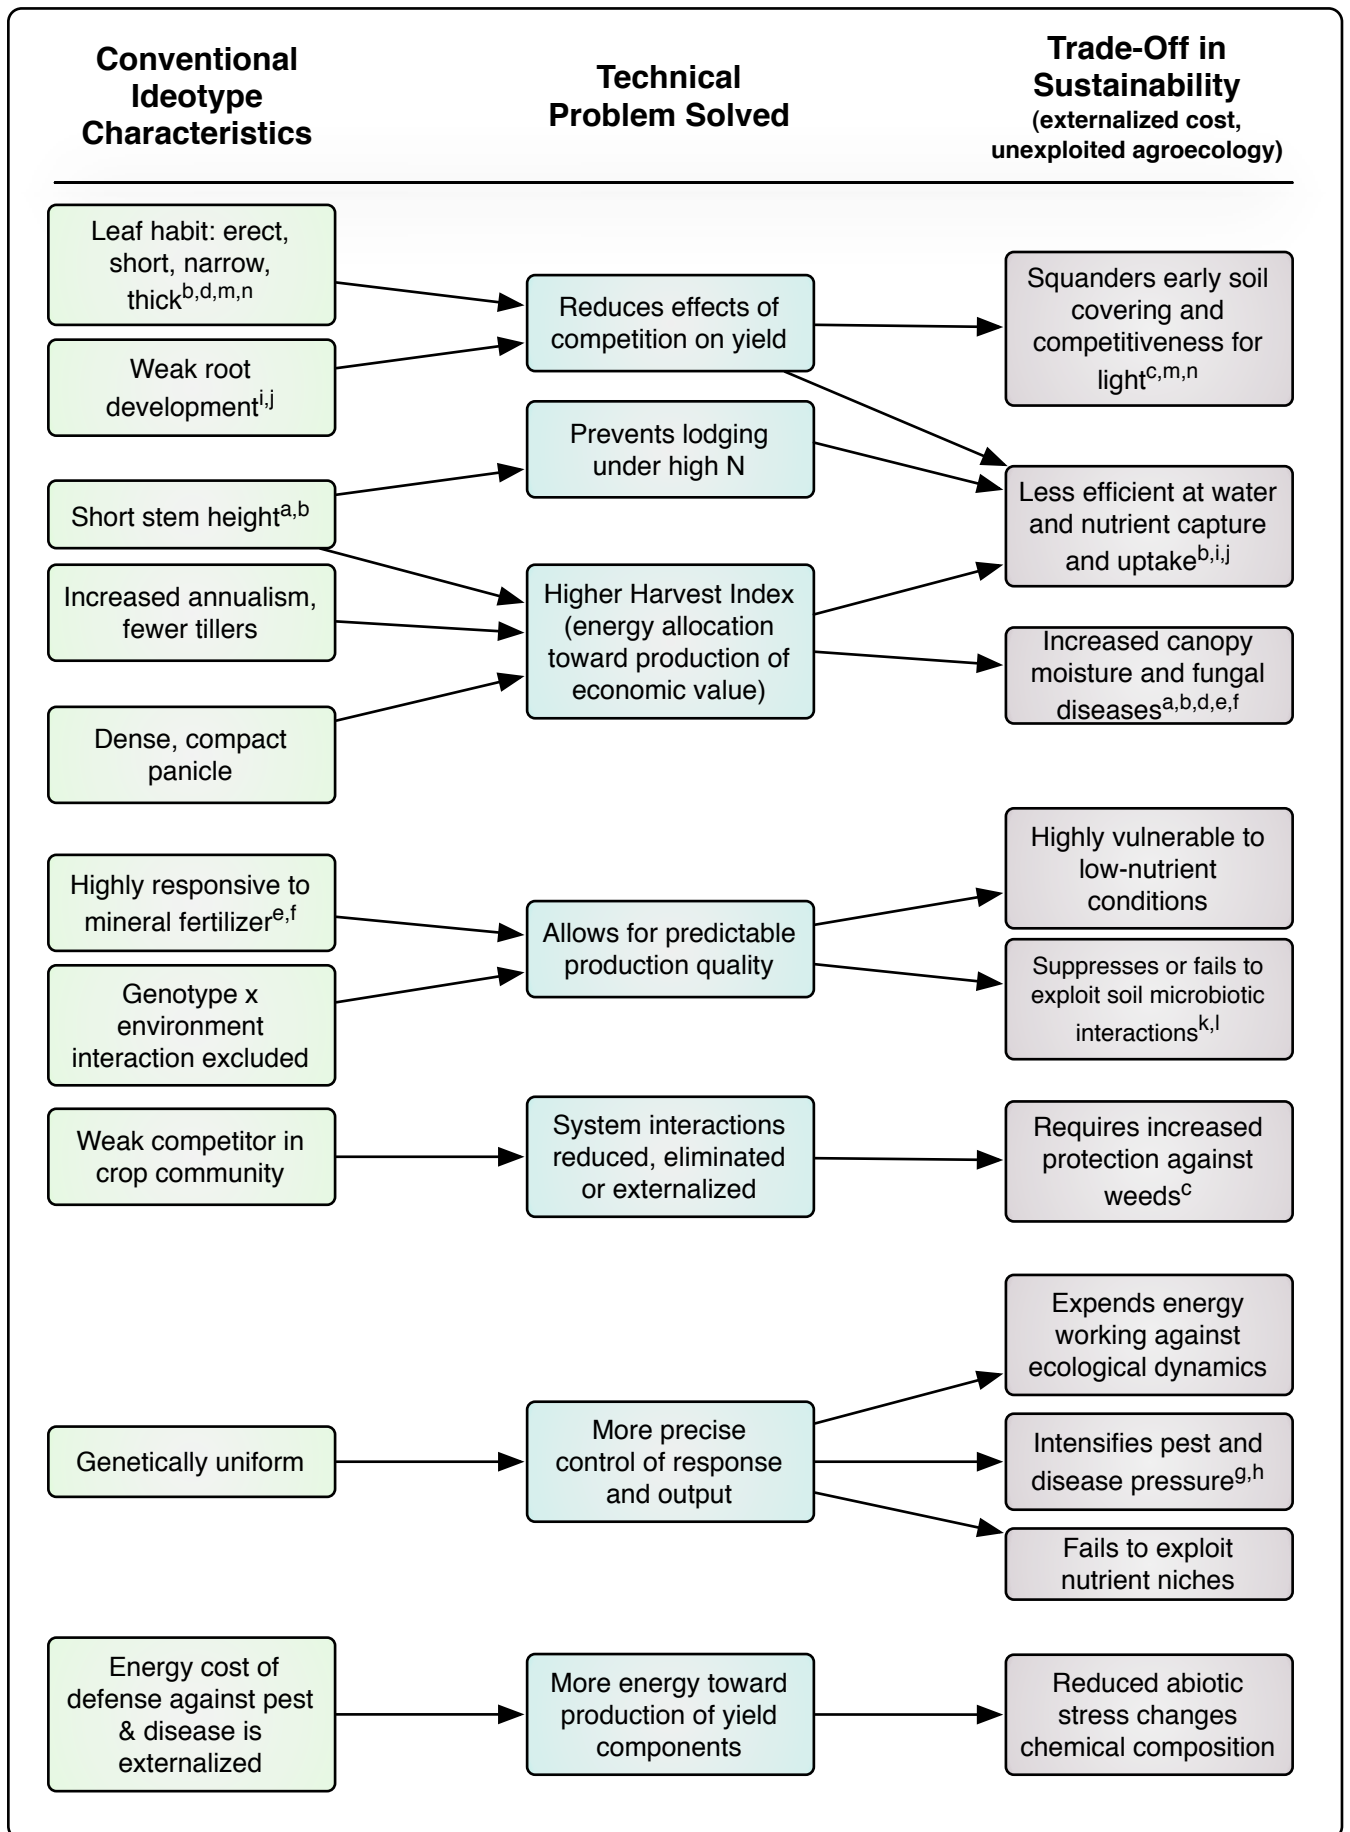 Conventional
Ideotype
Characteristics
Technical
Problem Solved
Trade-Off in
Sustainability
(externalized cost,
unexploited agroecology)
Leaf habit: erect,
short, narrow,
thickb,d,m,n
Weak root
developmenti,j
Short stem heighta,b
Increased annualism,
fewer tillers
Dense, compact
panicle
Highly responsive to
mineral fertilizere,f
Genotype x
environment
interaction excluded
Weak competitor in
crop community
Genetically uniform
Energy cost of
defense against pest
& disease is
externalized
Reduces effects of
competition on yield
Prevents lodging
under high N
Higher Harvest Index
(energy allocation
toward production of
economic value)
Allows for predictable
production quality
System interactions
reduced, eliminated
or externalized
More precise
control of response
and output
More energy toward
production of yield
components
Squanders early soil
covering and
competitiveness for
lightc,m,n
Less efficient at water
and nutrient capture
and uptakeb,i,j
Increased canopy
moisture and fungal
diseasesa,b,d,e,f
Highly vulnerable to
low-nutrient
conditions
Suppresses or fails to
exploit soil microbiotic
interactionsk,l
Requires increased
protection against
weedsc
Expends energy
working against
ecological dynamics
Intensifies pest and
disease pressureg,h
Fails to exploit
nutrient niches
Reduced abiotic
stress changes
chemical composition